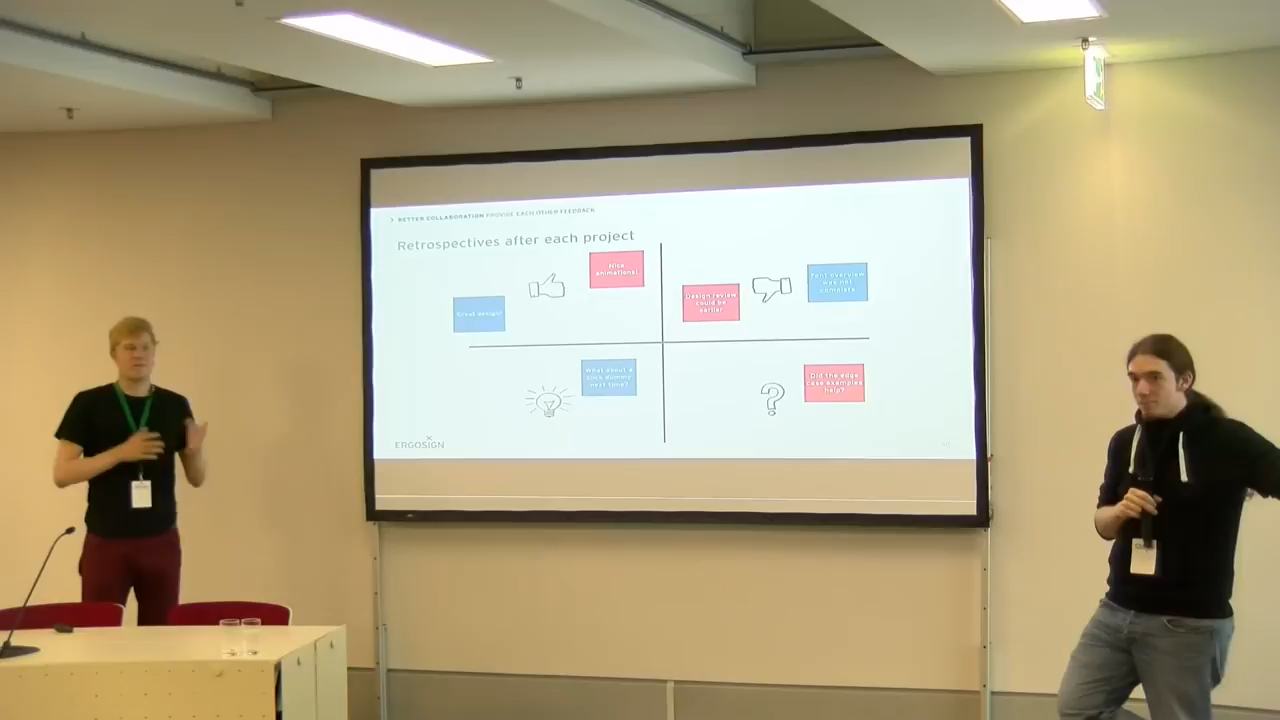 > BETTER COLLABORATION PROVIDE EACH OTHER FEEDBACK
Retrospectives after each project
Nice
animations!
Great design!
Design review
could be
earlier
Font overview
was not
complete
What about a
click dummy
next time?
Did the edge
case examples
help?
ERGOSIGN